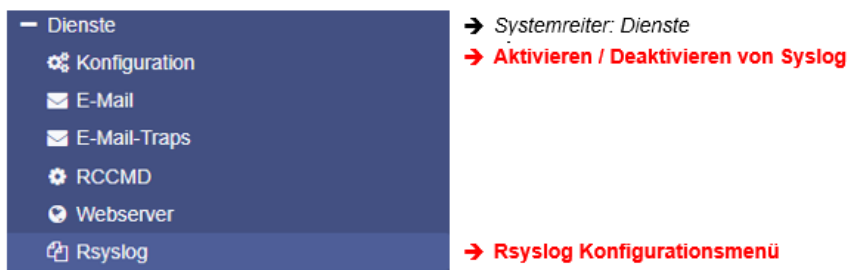 Dienste → Systemreiter: Dienste
Konfiguration → Aktivieren / Deaktivieren von Syslog
E-Mail
E-Mail-Traps
RCCMD
Webserver
Rsyslog → Rsyslog Konfigurationsmenü